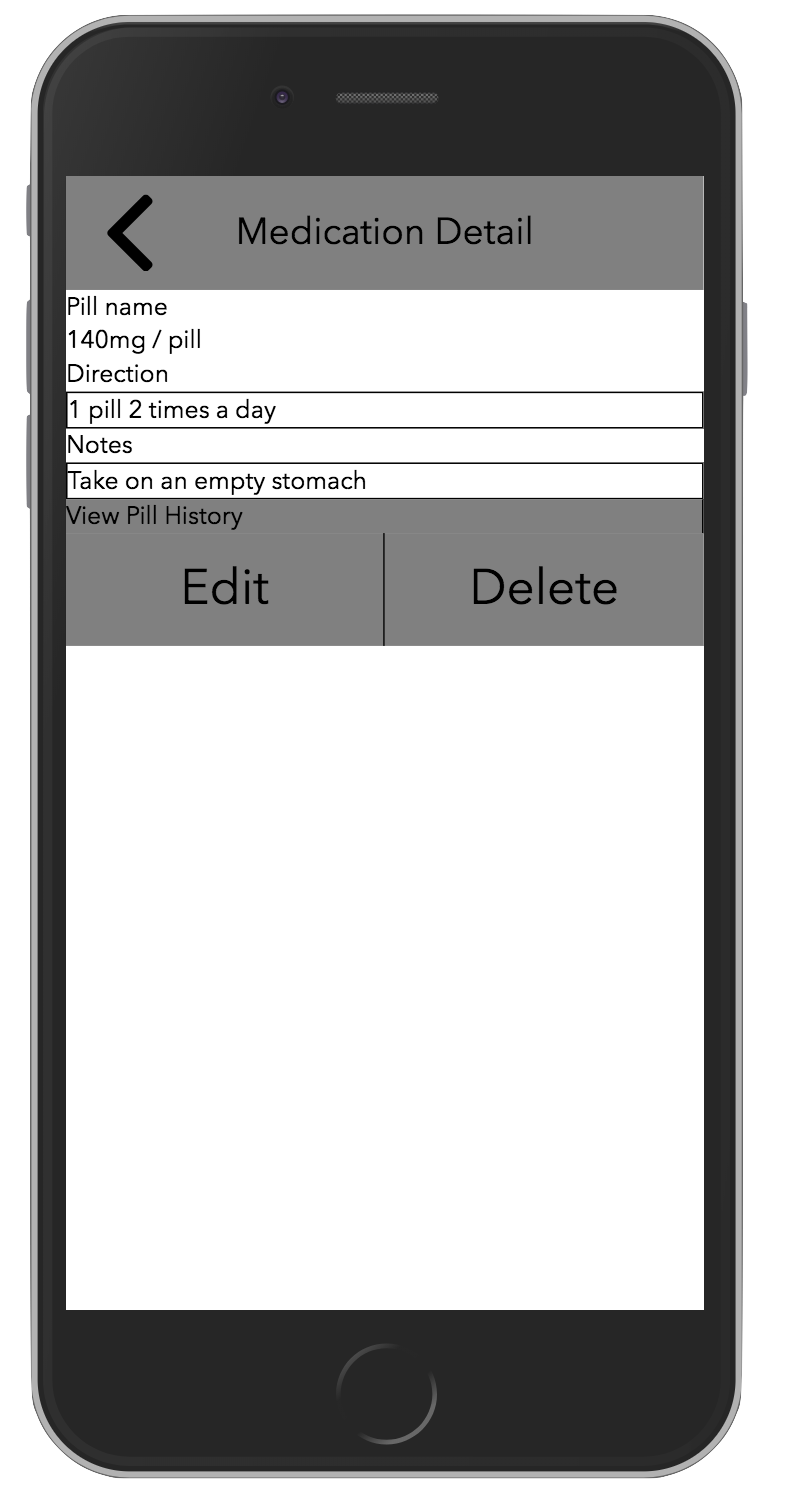 Medication Detail
Pill name
140mg / pill
Direction
1 pill 2 times a day
Notes
Take on an empty stomach
View Pill History
Edit
Delete